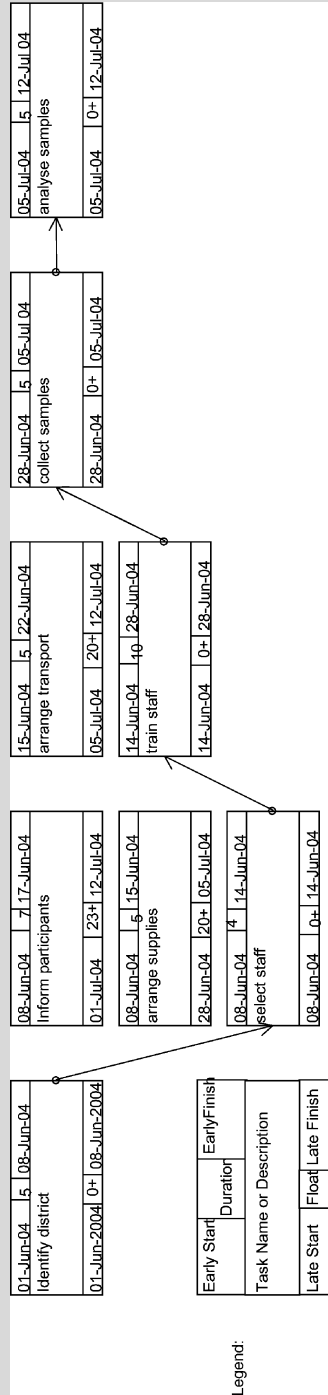 01-Jun-04 5 08-Jun-04
Identify district
01-Jun-2004 0+ 08-Jun-2004
08-Jun-04 7 17-Jun-04
Inform participants
01-Jul-04 23+ 12-Jul-04
15-Jun-04 5 22-Jun-04
arrange transport
05-Jul-04 20+ 12-Jul-04
28-Jun-04 5 05-Jul 04
collect samples
28-Jun-04 0+ 05-Jul-04
05-Jul-04 5 12-Jul 04
analyse samples
05-Jul-04 0+ 12-Jul-04
08-Jun-04 5 15-Jun-04
arrange supplies
28-Jun-04 20+ 05-Jul-04
14-Jun-04 10 28-Jun-04
train staff
14-Jun-04 0+ 28-Jun-04
08-Jun-04 4 14-Jun-04
select staff
08-Jun-04 0+ 14-Jun-04
Legend:
Early Start Duration EarlyFinish
Task Name or Description
Late Start Float Late Finish